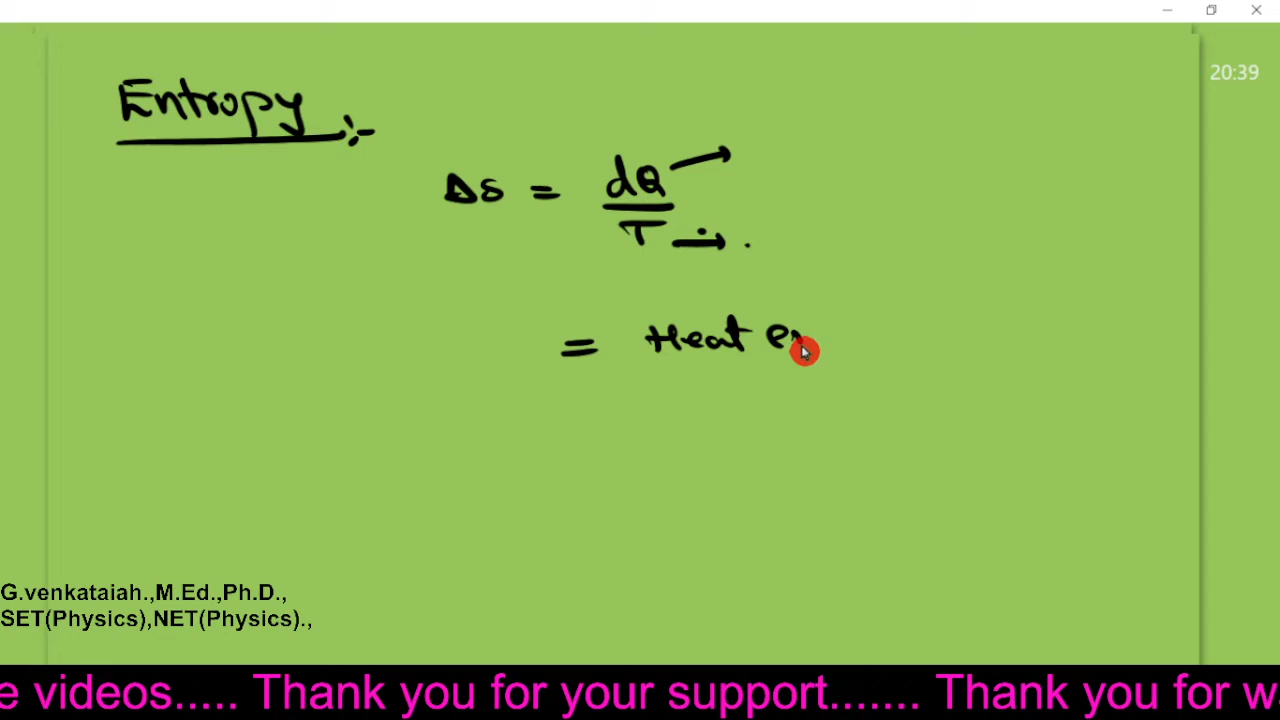 20:39
Entropy :-
ΔS = dQ →
T → .
= Heat
G.venkataiah.,M.Ed.,Ph.D.,
SET(Physics),NET(Physics).,
e videos..... Thank you for your support....... Thank you for w